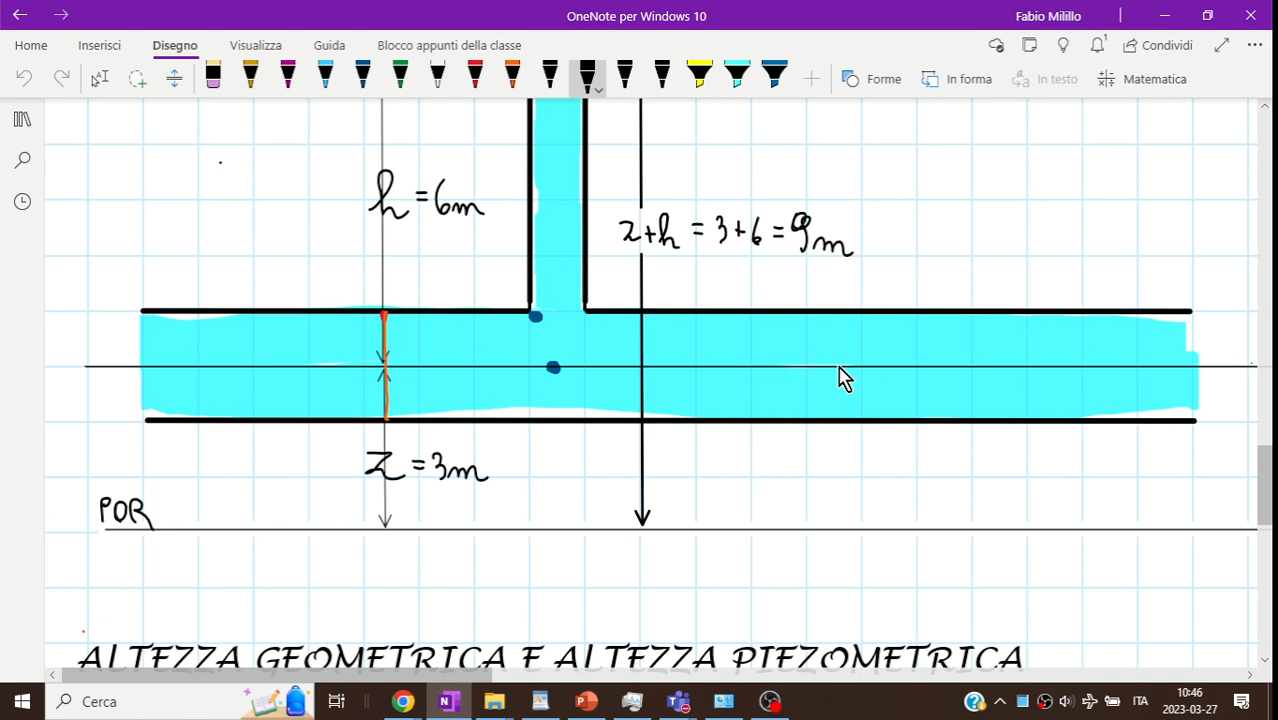 OneNote per Windows 10
Fabio Milillo
Home Inserisci Disegno Visualizza Guida Blocco appunti della classe
Condividi
Forme In forma In testo Matematica
h = 6m
z+h = 3+6 = 9m
Z = 3m
POR
ALTEZZA GEOMETRICA E ALTEZZA PIEZOMETRICA
Cerca
ITA
10:46
2023-03-27